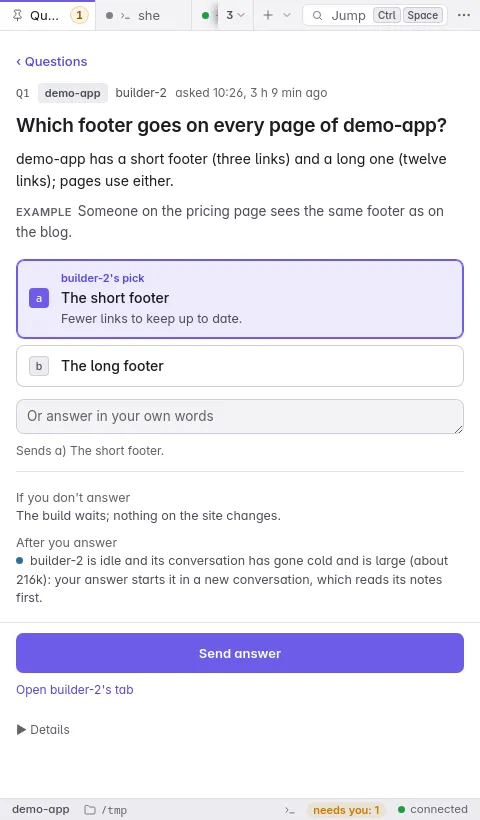 Qu... 1 she 3 Jump Ctrl Space
‹ Questions
Q1 demo-app builder-2 asked 10:26, 3 h 9 min ago
Which footer goes on every page of demo-app?
demo-app has a short footer (three links) and a long one (twelve
links); pages use either.
EXAMPLE Someone on the pricing page sees the same footer as on
the blog.
builder-2's pick
a The short footer
Fewer links to keep up to date.
b The long footer
Or answer in your own words
Sends a) The short footer.
If you don't answer
The build waits; nothing on the site changes.
After you answer
builder-2 is idle and its conversation has gone cold and is large (about
216k): your answer starts it in a new conversation, which reads its notes
first.
Send answer
Open builder-2's tab
▶ Details
demo-app /tmp needs you: 1 connected